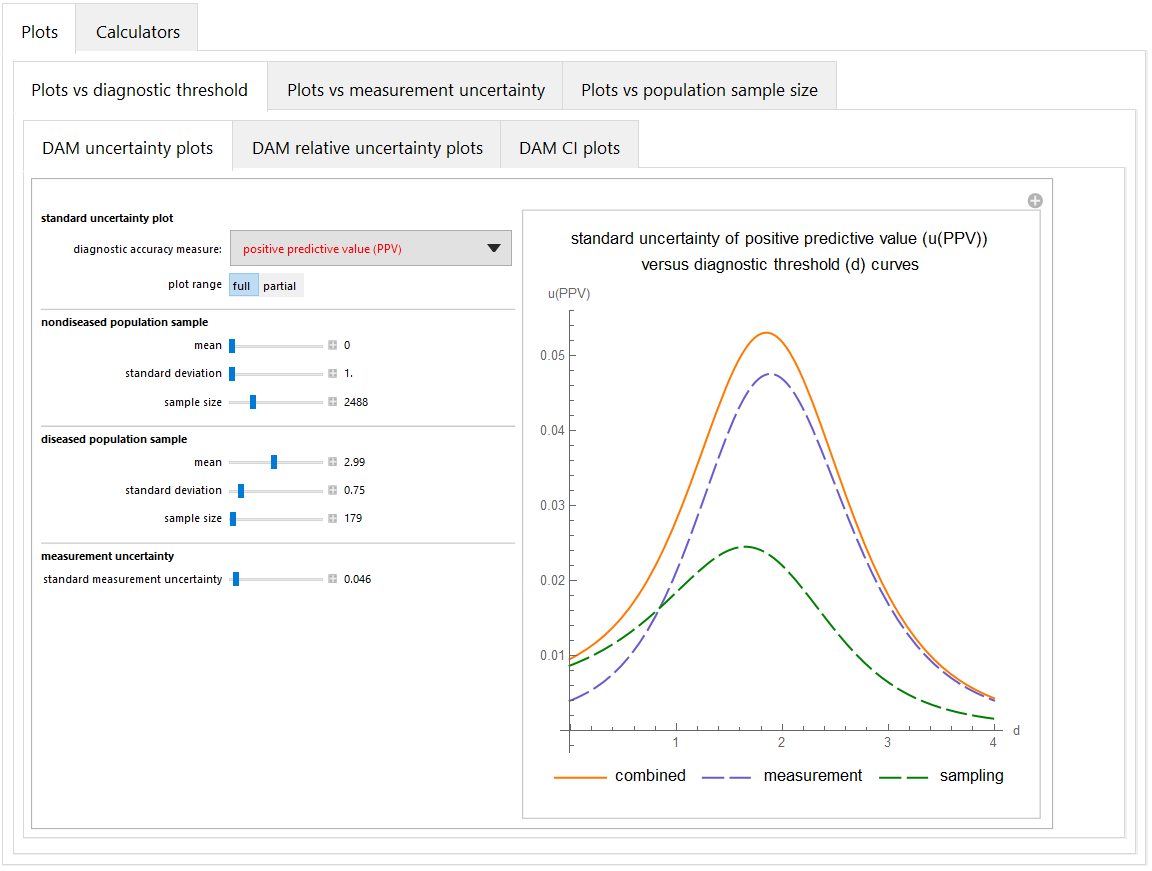 Plots Calculators
Plots vs diagnostic threshold Plots vs measurement uncertainty Plots vs population sample size
DAM uncertainty plots DAM relative uncertainty plots DAM CI plots
standard uncertainty plot
diagnostic accuracy measure: positive predictive value (PPV)
plot range full partial
nondiseased population sample
mean 0
standard deviation 1.
sample size 2488
diseased population sample
mean 2.99
standard deviation 0.75
sample size 179
measurement uncertainty
standard measurement uncertainty 0.046
standard uncertainty of positive predictive value (u(PPV))
versus diagnostic threshold (d) curves
u(PPV)
0.05
0.04
0.03
0.02
0.01
1 2 3 4 d
combined measurement sampling